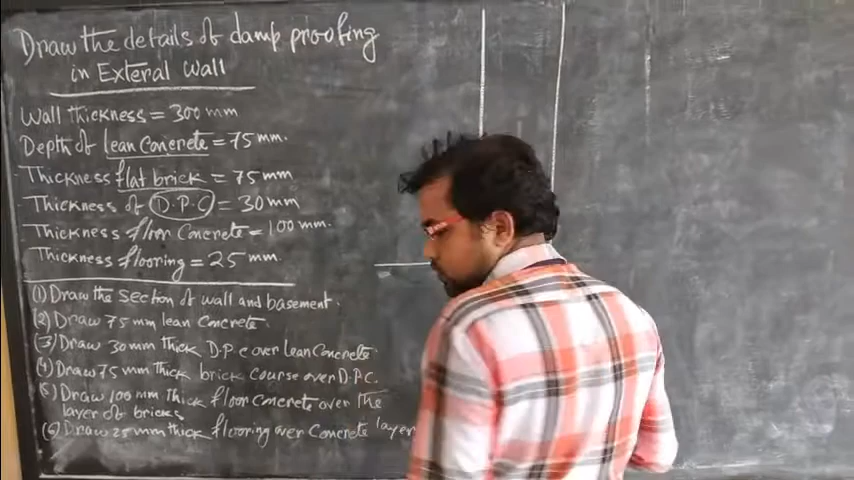 Draw the details of damp proofing
in External wall
Wall thickness = 300 mm
Depth of lean Concrete = 75 mm.
Thickness flat brick = 75 mm
Thickness of D.P.C = 30 mm
Thickness floor Concrete = 100 mm.
Thickness flooring = 25 mm
(1) Draw the Section of wall and basement
(2) Draw 75 mm lean Concrete
(3) Draw 30 mm thick D.P.C over Lean Concrete
(4) Draw 75 mm thick brick Course over D.P.C.
(5) Draw 100 mm thick floor Concrete over the
layer of bricks
(6) Draw 25 mm thick flooring over Concrete layer